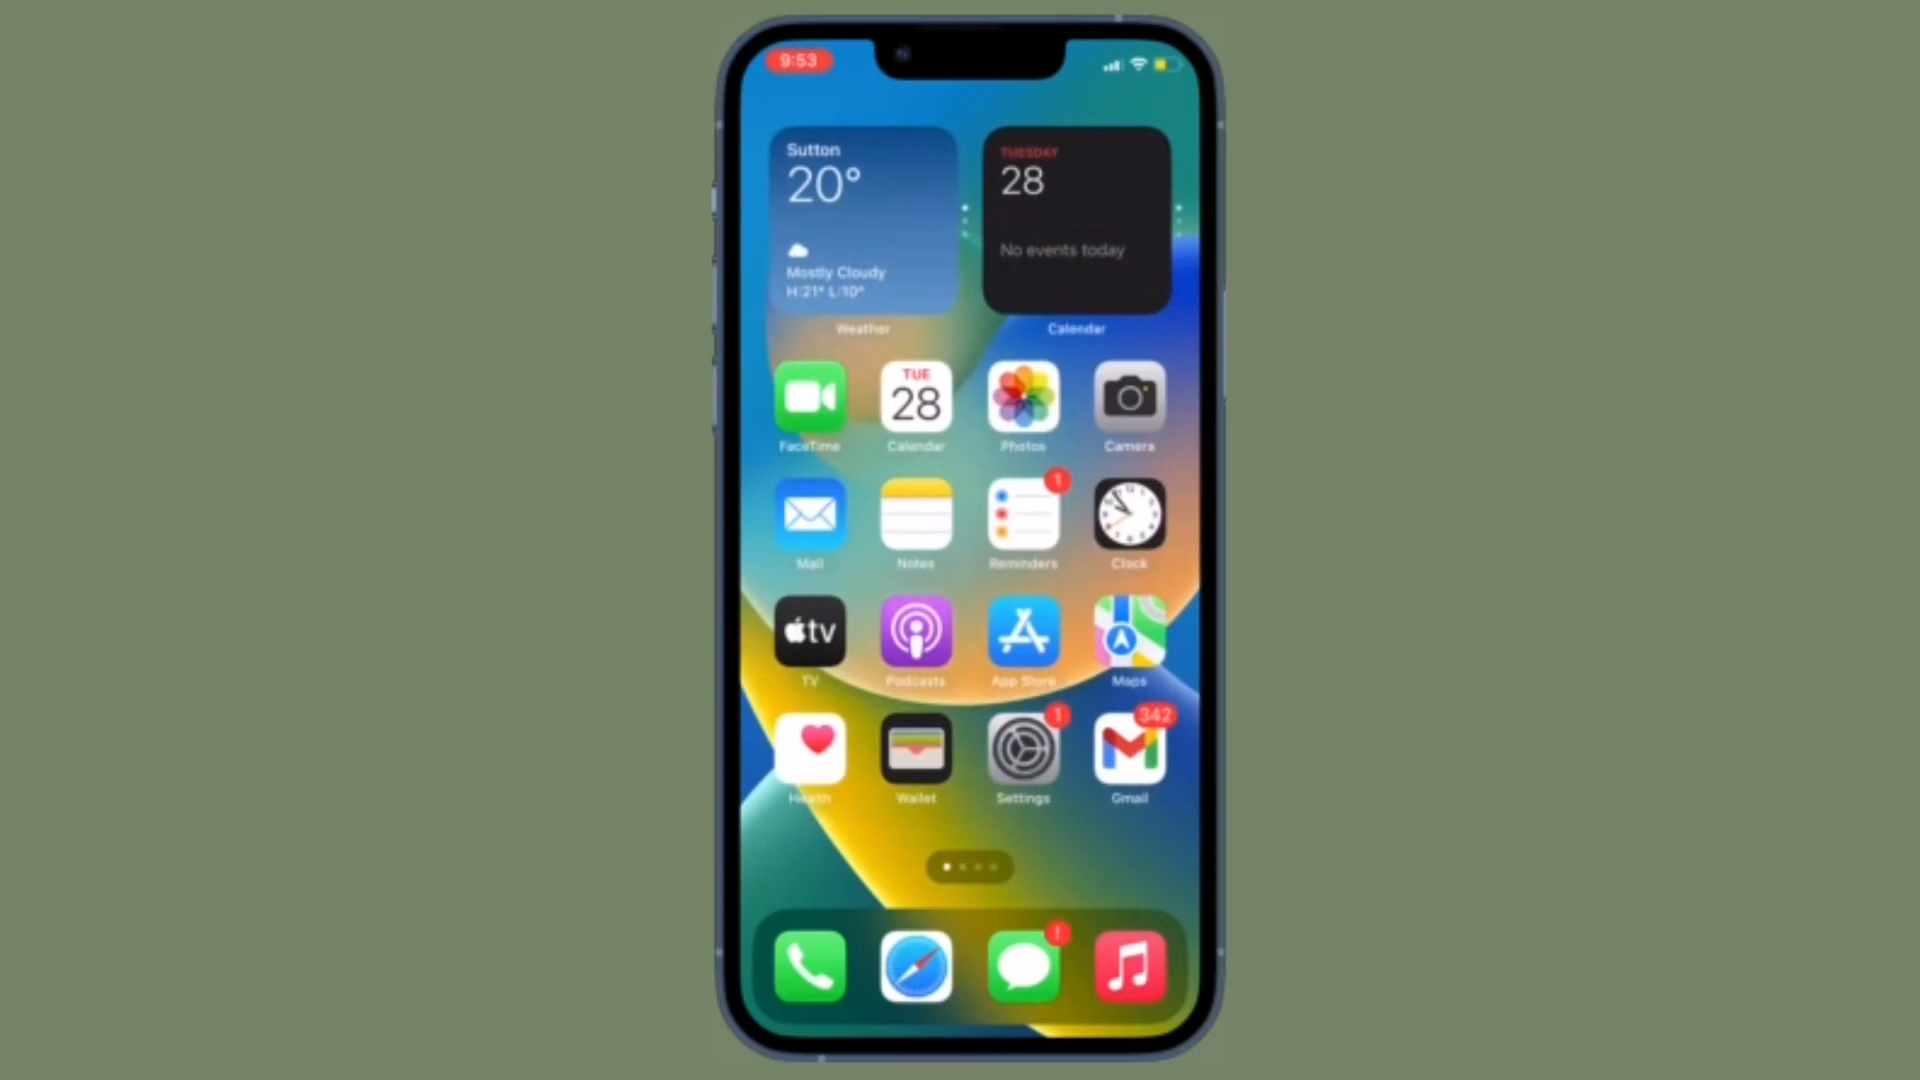 9:53
Sutton
20°
Mostly Cloudy
H:21° L:10°
Weather
TUESDAY
28
No events today
Calendar
TUE
28
FaceTime
Calendar
Photos
Camera
1
Mail
Notes
Reminders
Clock
tv
TV
Podcasts
App Store
Maps
1
342
Health
Wallet
Settings
Gmail
!